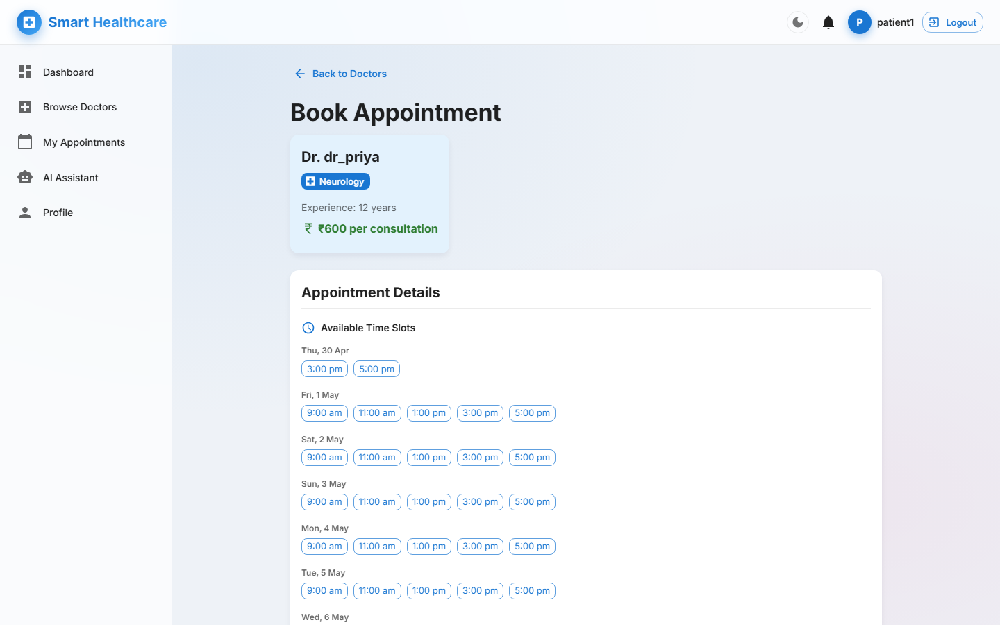 Smart Healthcare
P
patient1
Logout
Dashboard
Browse Doctors
My Appointments
AI Assistant
Profile
Back to Doctors
Book Appointment
Dr. dr_priya
Neurology
Experience: 12 years
₹ ₹600 per consultation
Appointment Details
Available Time Slots
Thu, 30 Apr
3:00 pm 5:00 pm
Fri, 1 May
9:00 am 11:00 am 1:00 pm 3:00 pm 5:00 pm
Sat, 2 May
9:00 am 11:00 am 1:00 pm 3:00 pm 5:00 pm
Sun, 3 May
9:00 am 11:00 am 1:00 pm 3:00 pm 5:00 pm
Mon, 4 May
9:00 am 11:00 am 1:00 pm 3:00 pm 5:00 pm
Tue, 5 May
9:00 am 11:00 am 1:00 pm 3:00 pm 5:00 pm
Wed, 6 May